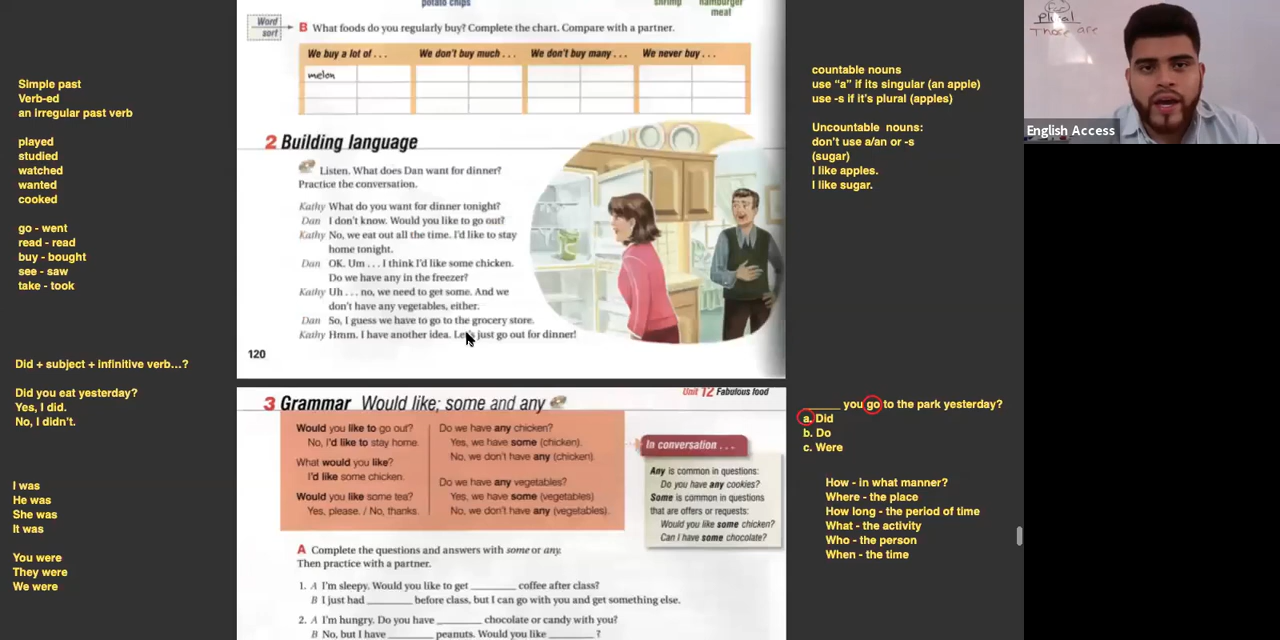 potato chips
shrimp
hamburger
meat
Word
sort
B What foods do you regularly buy? Complete the chart. Compare with a partner.
We buy a lot of . . . We don't buy much . . . We don't buy many . . . We never buy . . .
melon
2 Building language
Listen. What does Dan want for dinner?
Practice the conversation.
Kathy What do you want for dinner tonight?
Dan I don't know. Would you like to go out?
Kathy No, we eat out all the time. I'd like to stay
home tonight.
Dan OK. Um . . . I think I'd like some chicken.
Do we have any in the freezer?
Kathy Uh . . . no, we need to get some. And we
don't have any vegetables, either.
Dan So, I guess we have to go to the grocery store.
Kathy Hmm. I have another idea. Let's just go out for dinner!
120
Unit 12 Fabulous food
3 Grammar Would like; some and any
Would you like to go out?
No, I'd like to stay home.
What would you like?
I'd like some chicken.
Would you like some tea?
Yes, please. / No, thanks.
Do we have any chicken?
Yes, we have some (chicken).
No, we don't have any (chicken).
Do we have any vegetables?
Yes, we have some (vegetables)
No, we don't have any (vegetables).
In conversation . . .
Any is common in questions:
Do you have any cookies?
Some is common in questions
that are offers or requests:
Would you like some chicken?
Can I have some chocolate?
A Complete the questions and answers with some or any.
Then practice with a partner.
1. A I'm sleepy. Would you like to get ________ coffee after class?
B I just had ________ before class, but I can go with you and get something else.
2. A I'm hungry. Do you have ________ chocolate or candy with you?
B No, but I have ________ peanuts. Would you like ________ ?
Simple past
Verb-ed
an irregular past verb
played
studied
watched
wanted
cooked
go - went
read - read
buy - bought
see - saw
take - took
Did + subject + infinitive verb...?
Did you eat yesterday?
Yes, I did.
No, I didn't.
I was
He was
She was
It was
You were
They were
We were
countable nouns
use “a” if its singular (an apple)
use -s if it's plural (apples)
Uncountable nouns:
don't use a/an or -s
(sugar)
I like apples.
I like sugar.
______ you go to the park yesterday?
a. Did
b. Do
c. Were
How - in what manner?
Where - the place
How long - the period of time
What - the activity
Who - the person
When - the time
Plural
Those are
English Access